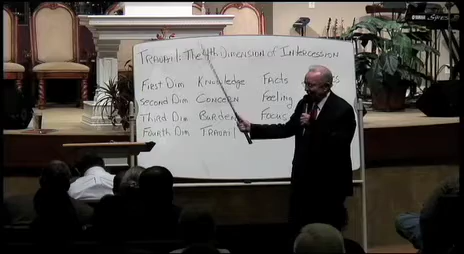 TRAVAIL: The 4th DIMENSION OF INTERCESSION
FIRST DIM KNOWLEDGE FACTS
SECOND DIM CONCERN FEELING
THIRD DIM BURDEN FOCUS
FOURTH DIM TRAVAIL